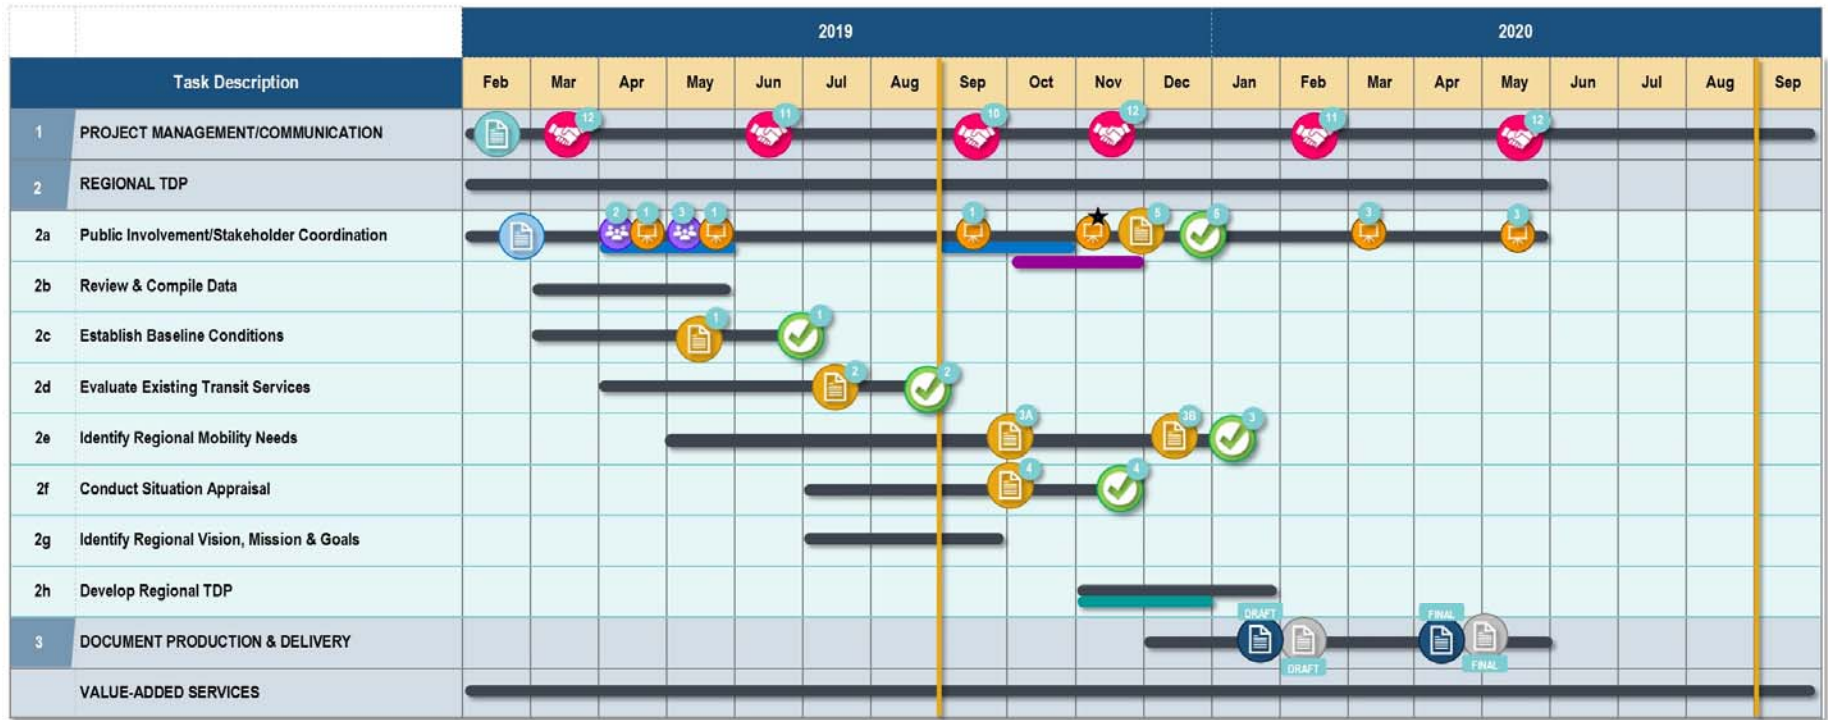 2019 2020
Task Description Feb Mar Apr May Jun Jul Aug Sep Oct Nov Dec Jan Feb Mar Apr May Jun Jul Aug Sep
1 PROJECT MANAGEMENT/COMMUNICATION 12 11 10 12 11 12
2 REGIONAL TDP
2a Public Involvement/Stakeholder Coordination 2 1 3 1 1 5 5 3 3
2b Review & Compile Data
2c Establish Baseline Conditions 1 1
2d Evaluate Existing Transit Services 2 2
2e Identify Regional Mobility Needs 3A 3B 3
2f Conduct Situation Appraisal 4 4
2g Identify Regional Vision, Mission & Goals
2h Develop Regional TDP
DRAFT FINAL
3 DOCUMENT PRODUCTION & DELIVERY
DRAFT FINAL
VALUE-ADDED SERVICES